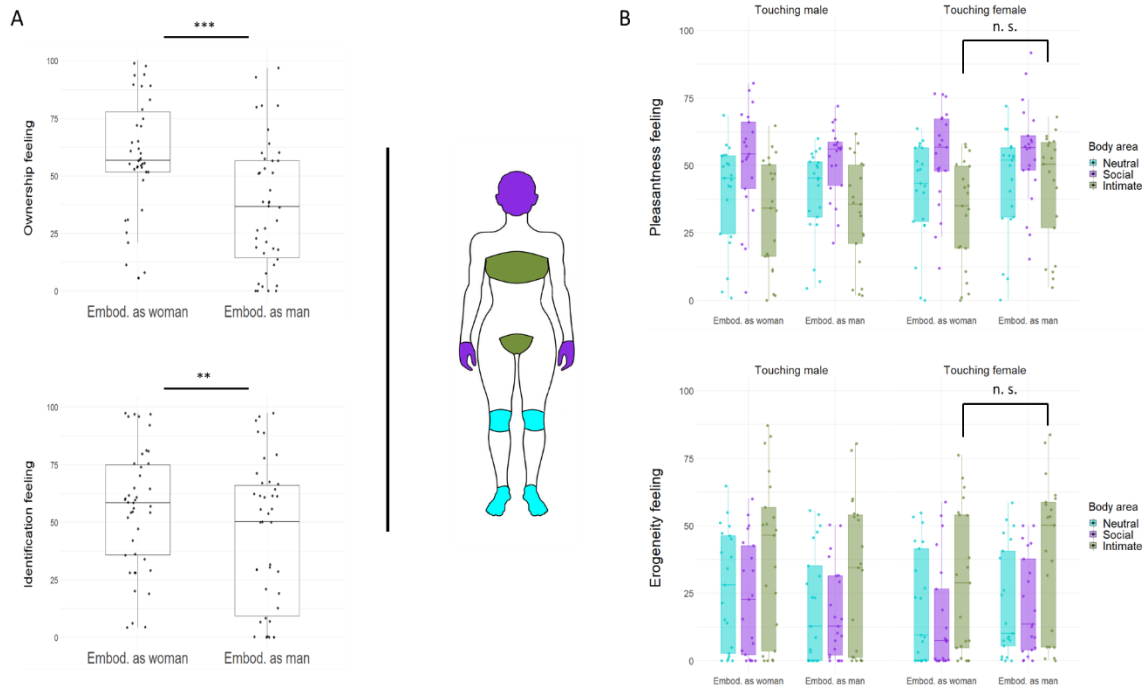 A
***
Ownership feeling
100
75
50
25
0
Embod. as woman
Embod. as man
**
Identification feeling
100
75
50
25
0
Embod. as woman
Embod. as man
B
Touching male
Touching female
n. s.
Pleasantness feeling
100
75
50
25
0
Embod. as woman
Embod. as man
Embod. as woman
Embod. as man
Body area
Neutral
Social
Intimate
Touching male
Touching female
n. s.
Erogeneity feeling
100
75
50
25
0
Embod. as woman
Embod. as man
Embod. as woman
Embod. as man
Body area
Neutral
Social
Intimate